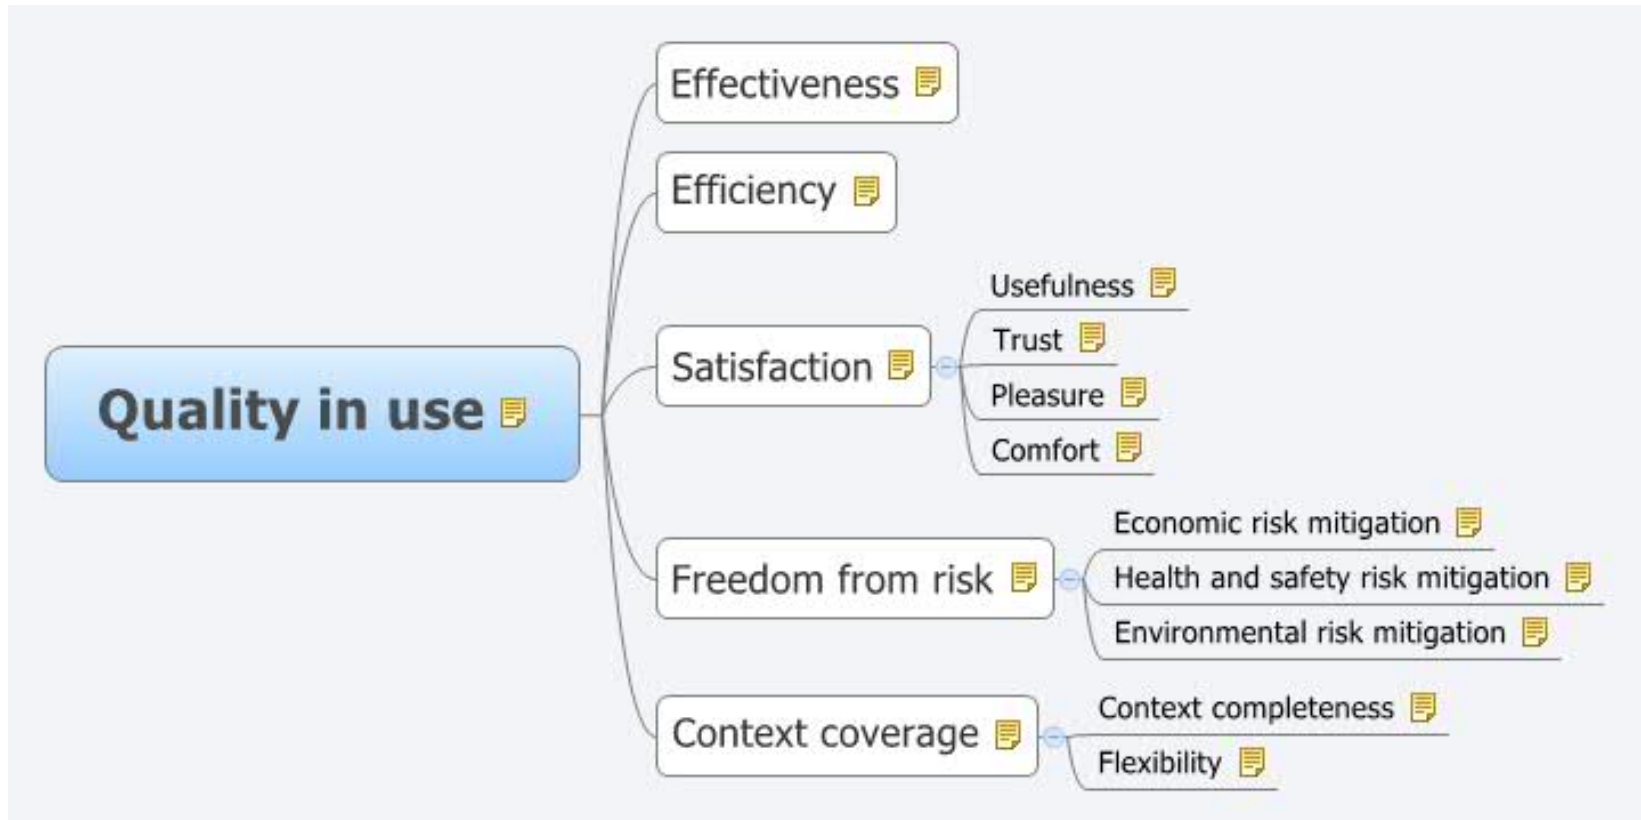 Quality in use
Effectiveness
Efficiency
Satisfaction
Usefulness
Trust
Pleasure
Comfort
Freedom from risk
Economic risk mitigation
Health and safety risk mitigation
Environmental risk mitigation
Context coverage
Context completeness
Flexibility